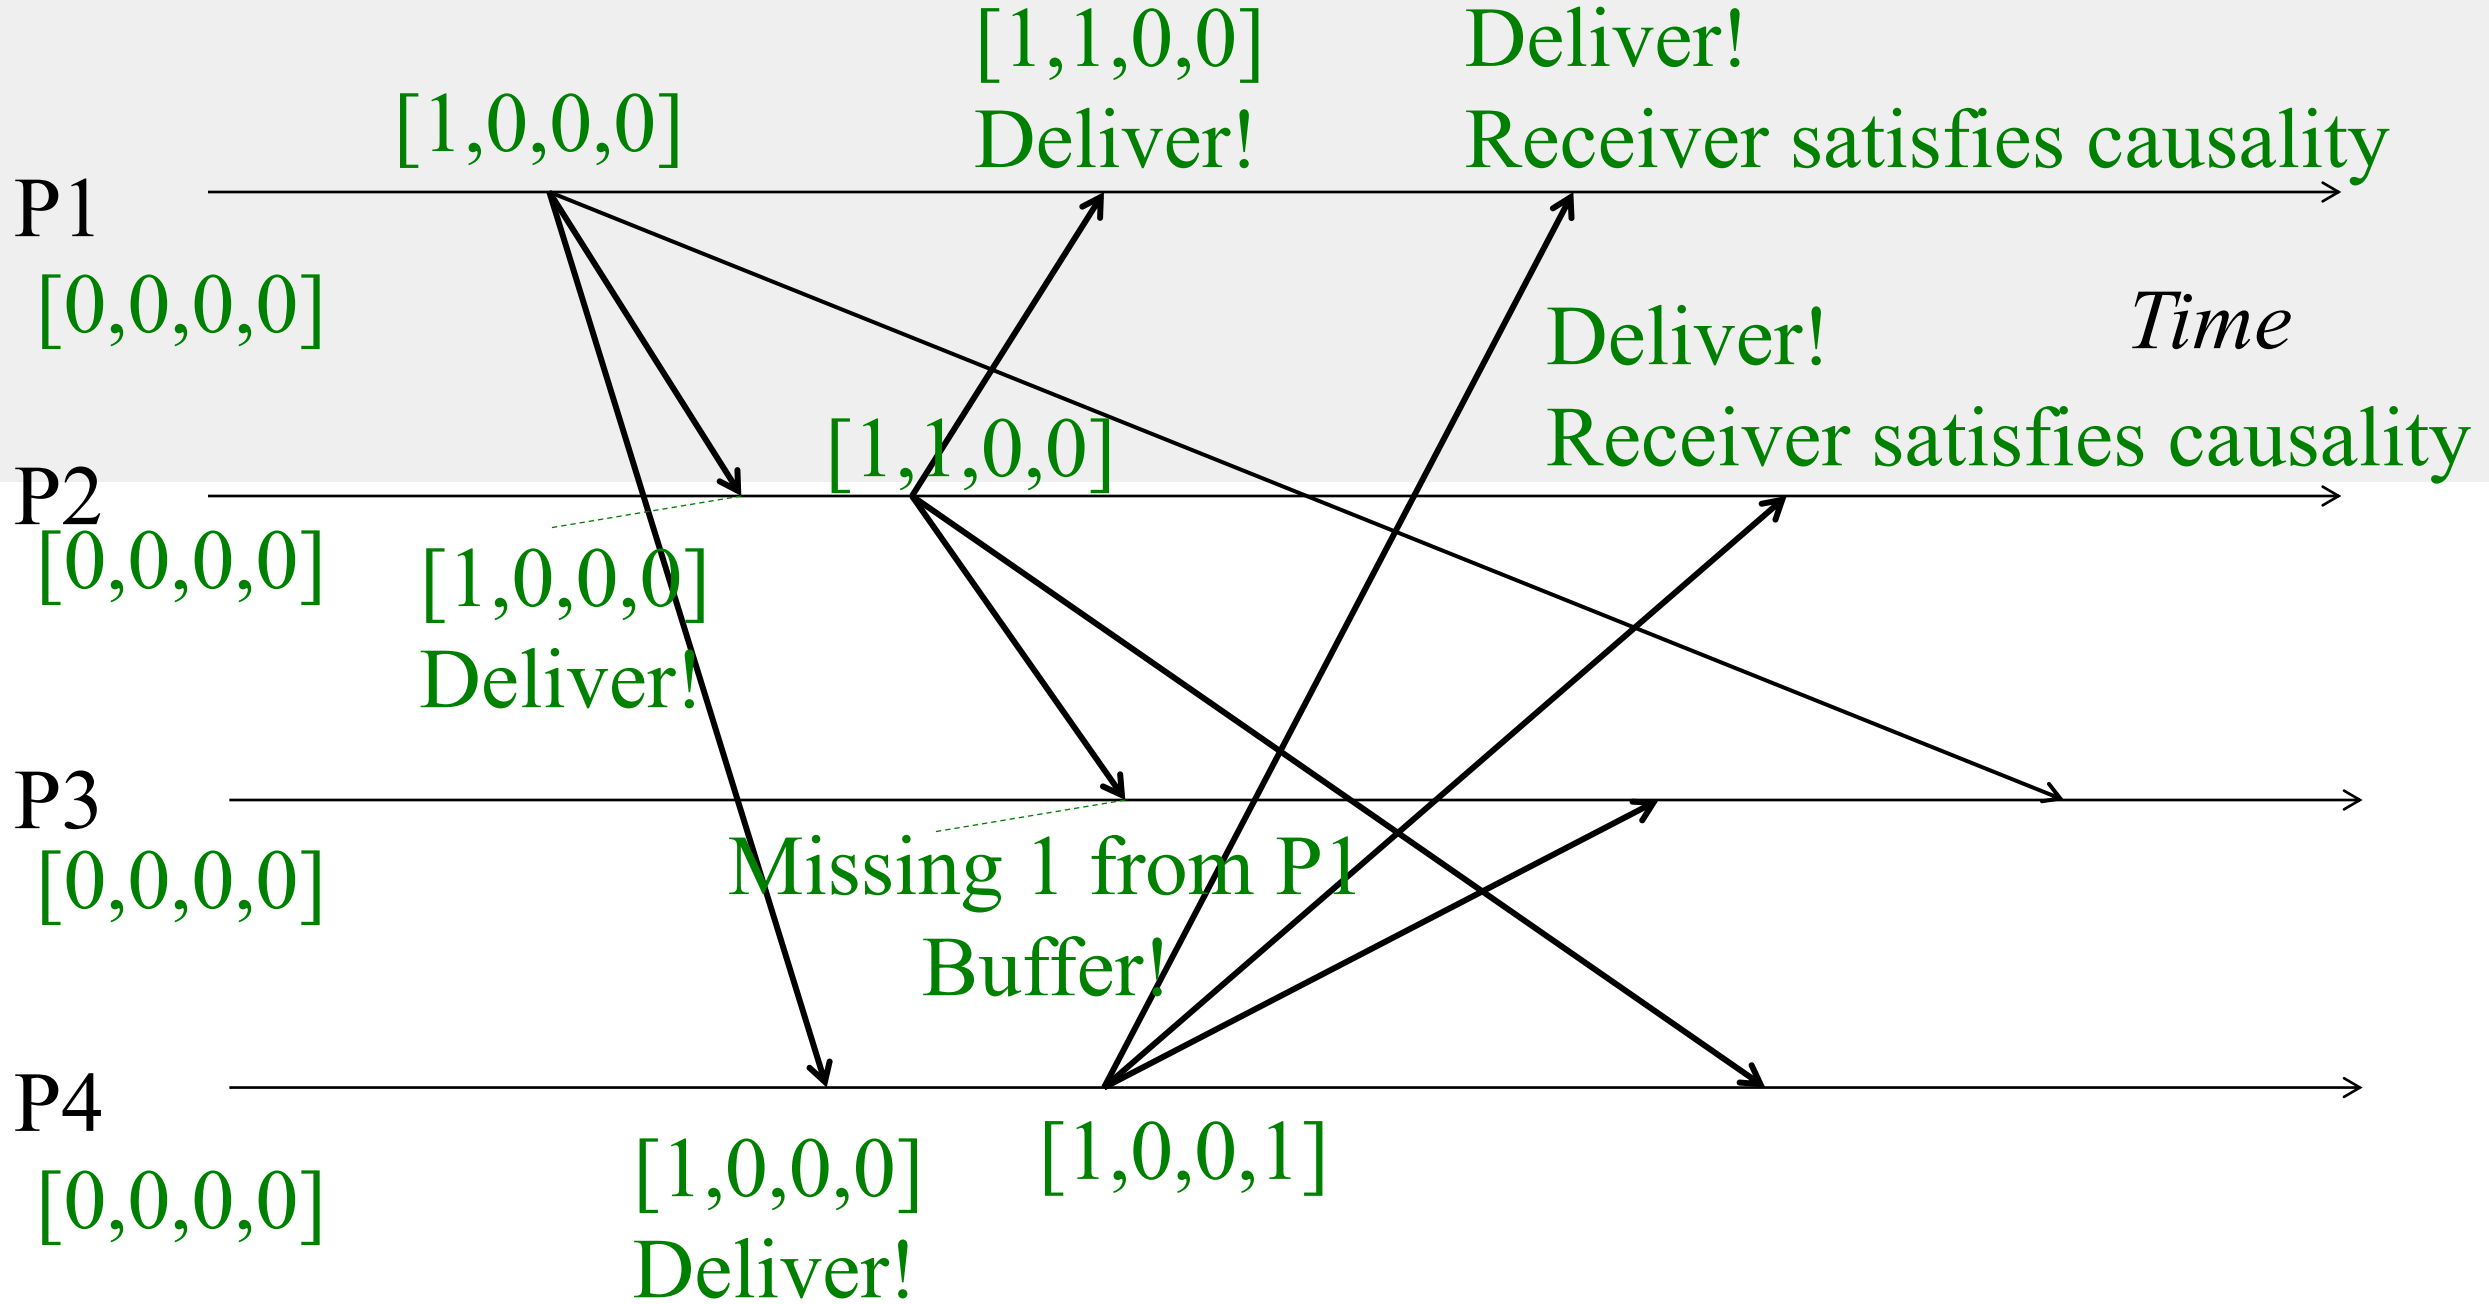 [1,1,0,0]
Deliver!
Deliver!
Receiver satisfies causality
[1,0,0,0]
P1
[0,0,0,0]
Time
Deliver!
Receiver satisfies causality
[1,1,0,0]
P2
[0,0,0,0]
[1,0,0,0]
Deliver!
P3
[0,0,0,0]
Missing 1 from P1
Buffer!
P4
[0,0,0,0]
[1,0,0,0]
Deliver!
[1,0,0,1]